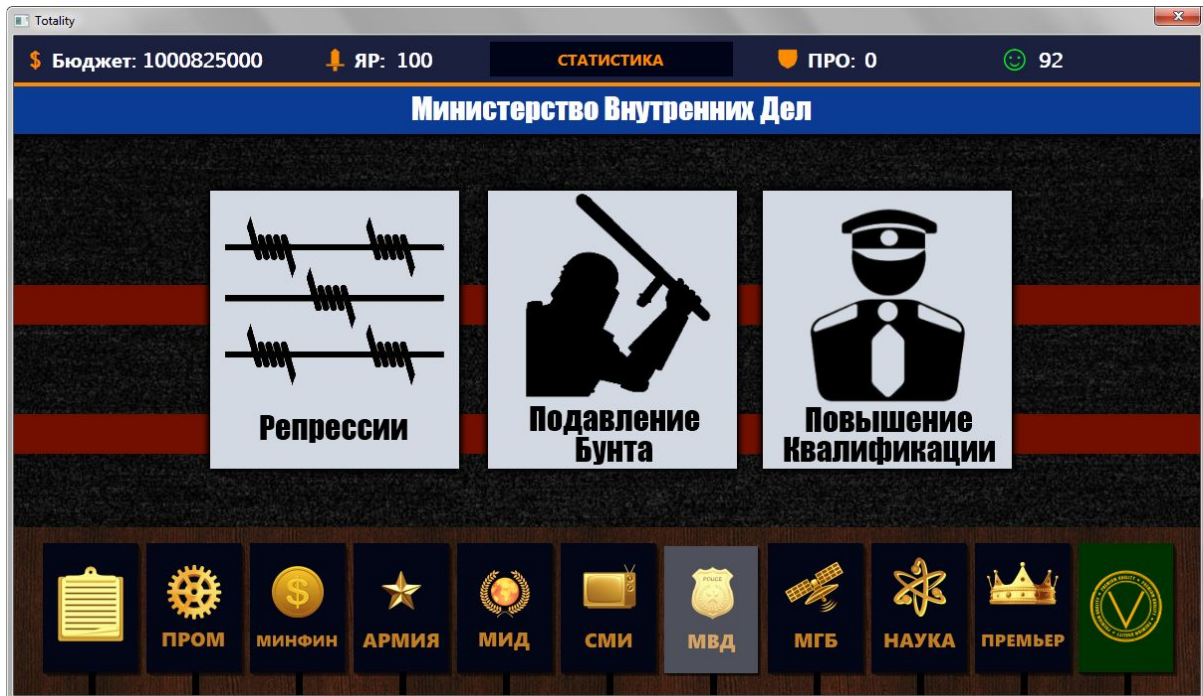 Totality
Бюджет: 1000825000
ЯР: 100
СТАТИСТИКА
ПРО: 0
92
Министерство Внутренних Дел
Репрессии
Подавление
Бунта
Повышение
Квалификации
ПРОМ
МИНФИН
АРМИЯ
МИД
СМИ
POLICE
МВД
МГБ
НАУКА
ПРЕМЬЕР